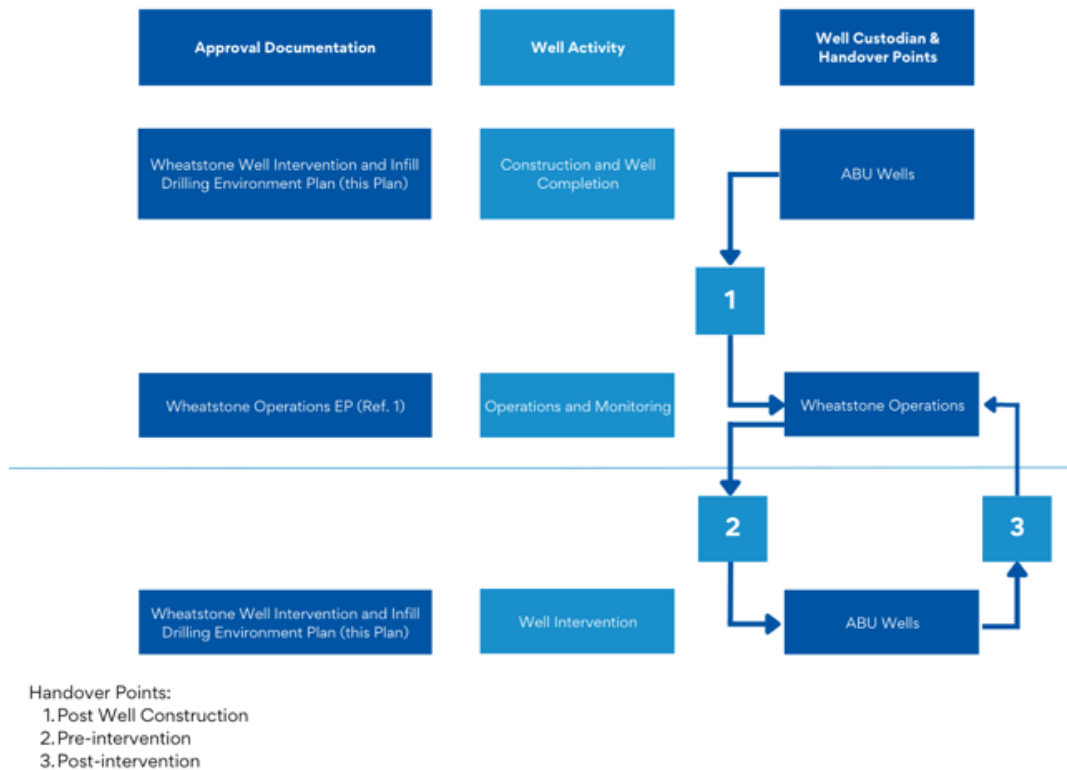 Approval Documentation
Well Activity
Well Custodian &
Handover Points
Wheatstone Well Intervention and Infill
Drilling Environment Plan (this Plan)
Construction and Well
Completion
ABU Wells
1
Wheatstone Operations EP (Ref. 1)
Operations and Monitoring
Wheatstone Operations
2
3
Wheatstone Well Intervention and Infill
Drilling Environment Plan (this Plan)
Well Intervention
ABU Wells
Handover Points:
1. Post Well Construction
2. Pre-intervention
3. Post-intervention